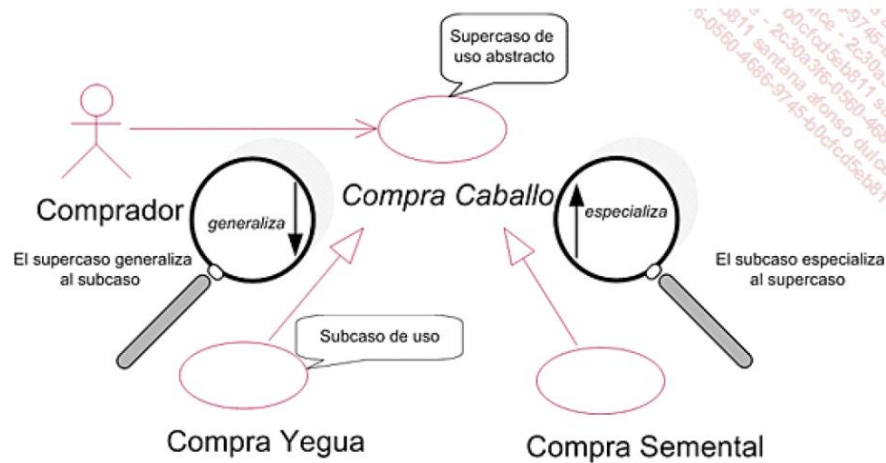 Supercaso de
uso abstracto
Comprador
generaliza
Compra Caballo
especializa
El supercaso generaliza
al subcaso
El subcaso especializa
al supercaso
Subcaso de uso
Compra Yegua
Compra Semental